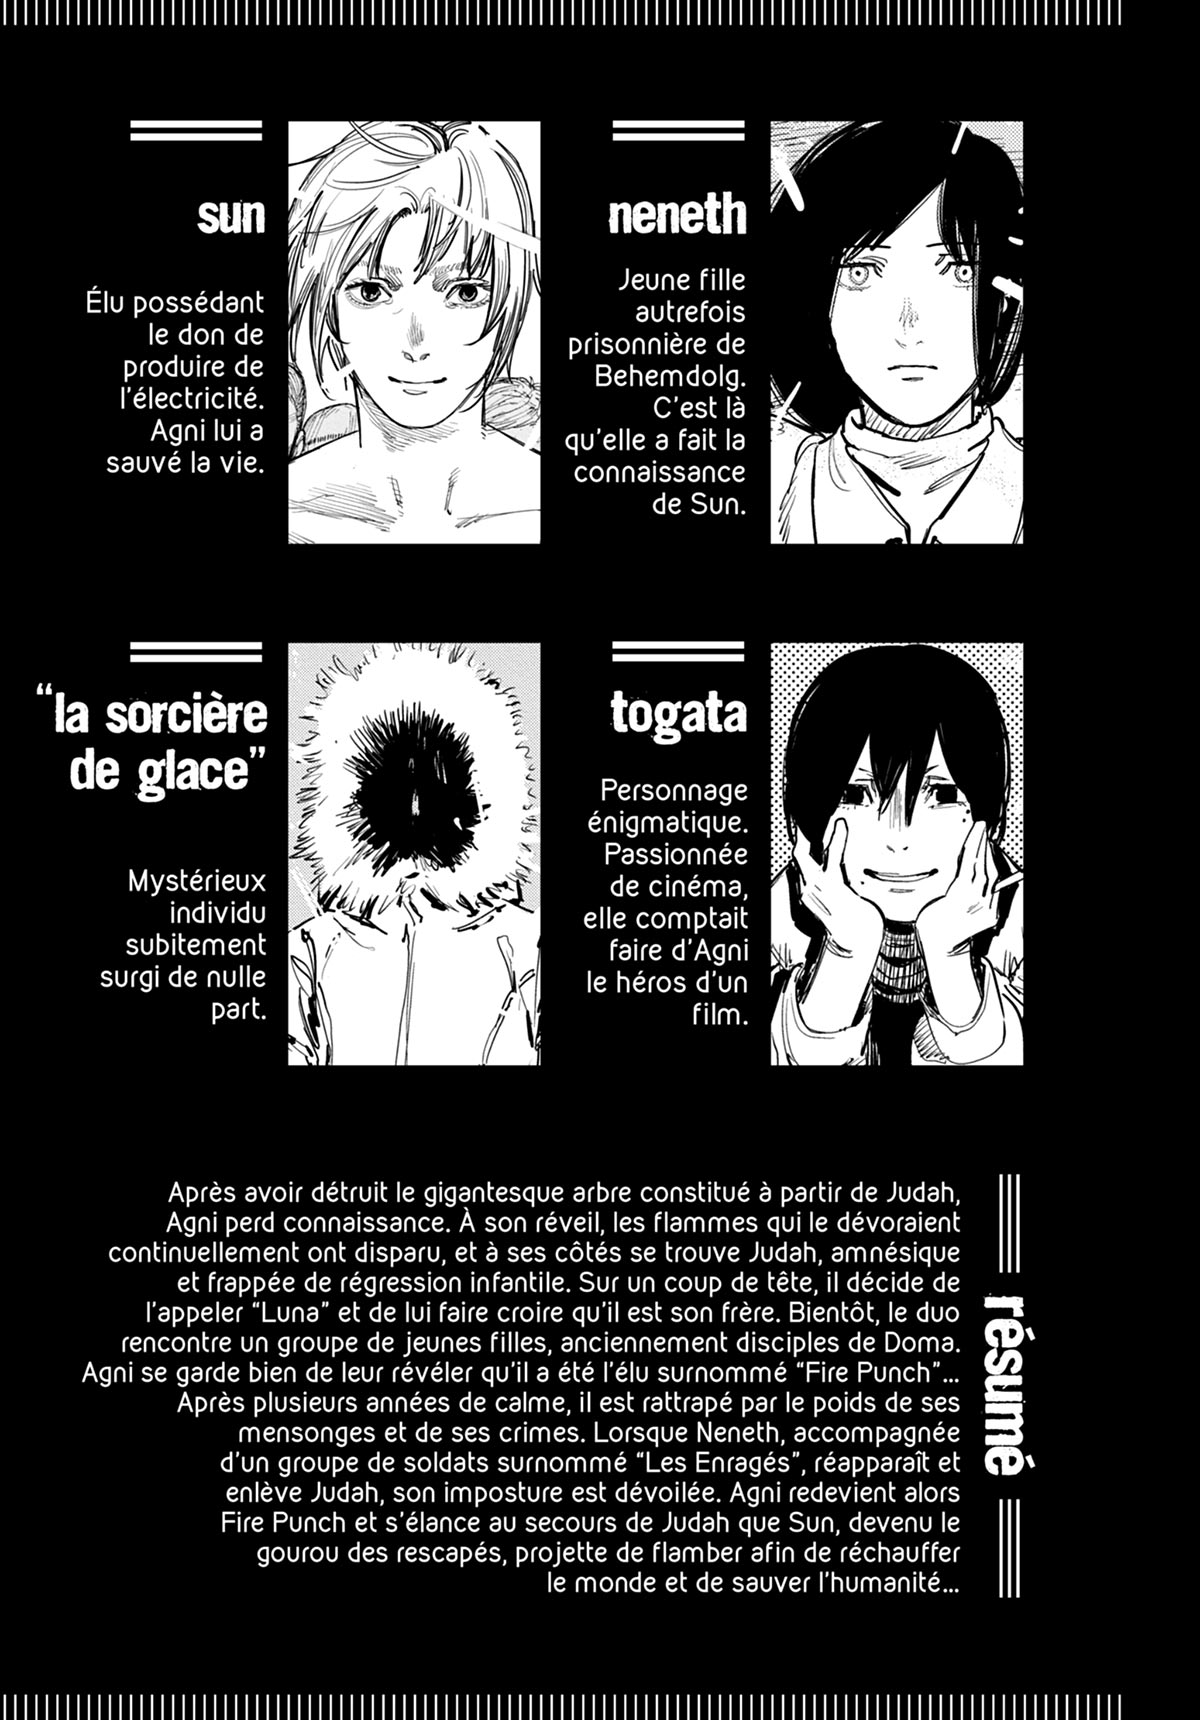 sun
Élu possédant
le don de
produire de
l'électricité.
Agni lui a
sauvé la vie.
neneth
Jeune fille
autrefois
prisonnière de
Behemdolg.
C'est là
qu'elle a fait la
connaissance
de Sun.
"la sorcière
de glace"
Mystérieux
individu
subitement
surgi de nulle
part.
togata
Personnage
énigmatique.
Passionnée
de cinéma,
elle comptait
faire d'Agni
le héros d'un
film.
résumé
Après avoir détruit le gigantesque arbre constitué à partir de Judah,
Agni perd connaissance. À son réveil, les flammes qui le dévoraient
continuellement ont disparu, et à ses côtés se trouve Judah, amnésique
et frappée de régression infantile. Sur un coup de tête, il décide de
l'appeler "Luna" et de lui faire croire qu'il est son frère. Bientôt, le duo
rencontre un groupe de jeunes filles, anciennement disciples de Doma.
Agni se garde bien de leur révéler qu'il a été l'élu surnommé "Fire Punch"...
Après plusieurs années de calme, il est rattrapé par le poids de ses
mensonges et de ses crimes. Lorsque Neneth, accompagnée
d'un groupe de soldats surnommé "Les Enragés", réapparaît et
enlève Judah, son imposture est dévoilée. Agni redevient alors
Fire Punch et s'élance au secours de Judah que Sun, devenu le
gourou des rescapés, projette de flamber afin de réchauffer
le monde et de sauver l'humanité...